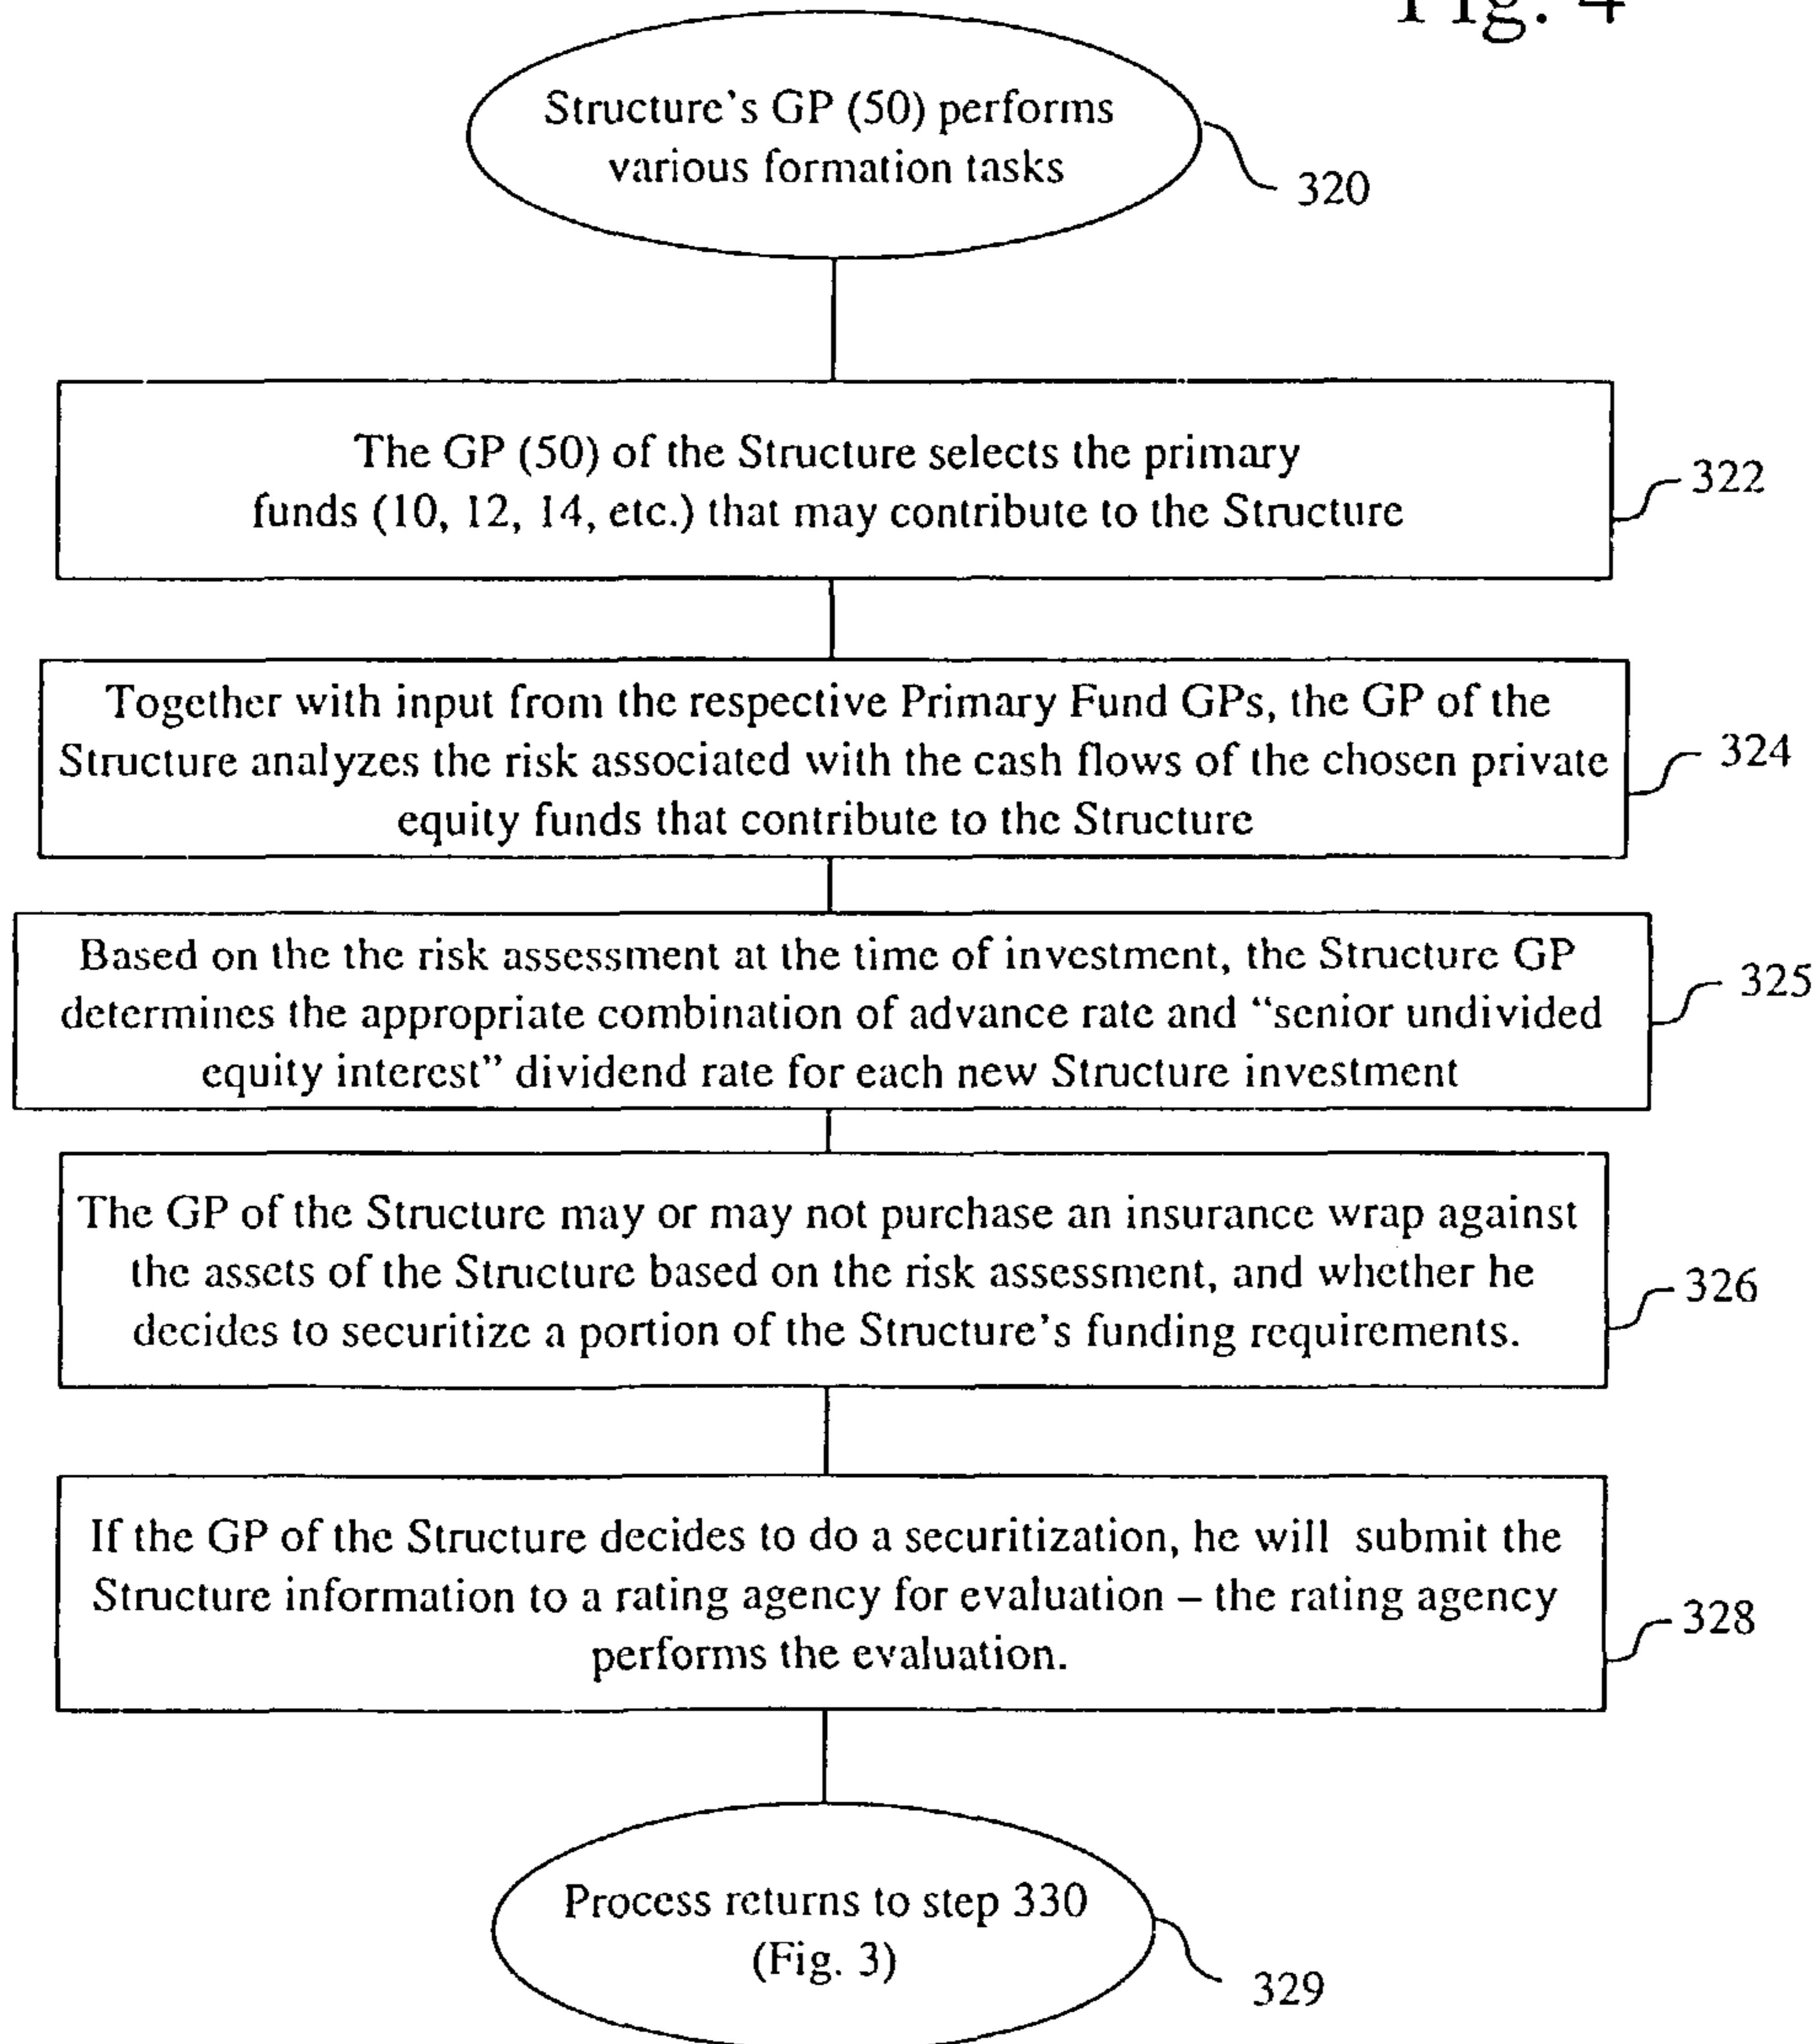 Fig. 4
Structure's GP (50) performs
various formation tasks
320
The GP (50) of the Structure selects the primary
funds (10, 12, 14, etc.) that may contribute to the Structure
322
Together with input from the respective Primary Fund GPs, the GP of the
Structure analyzes the risk associated with the cash flows of the chosen private
equity funds that contribute to the Structure
324
Based on the the risk assessment at the time of investment, the Structure GP
determines the appropriate combination of advance rate and “senior undivided
equity interest” dividend rate for each new Structure investment
325
The GP of the Structure may or may not purchase an insurance wrap against
the assets of the Structure based on the risk assessment, and whether he
decides to securitize a portion of the Structure's funding requirements.
326
If the GP of the Structure decides to do a securitization, he will submit the
Structure information to a rating agency for evaluation – the rating agency
performs the evaluation.
328
Process returns to step 330
(Fig. 3)
329